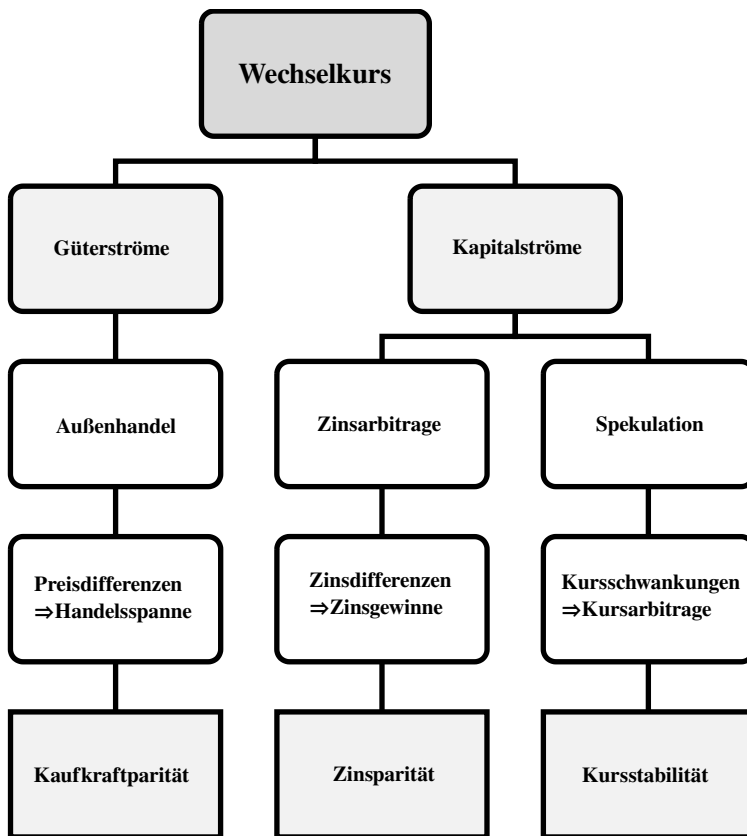 Wechselkurs
Güterströme
Kapitalströme
Außenhandel
Zinsarbitrage
Spekulation
Preisdifferenzen
⇒Handelsspanne
Zinsdifferenzen
⇒Zinsgewinne
Kursschwankungen
⇒Kursarbitrage
Kaufkraftparität
Zinsparität
Kursstabilität